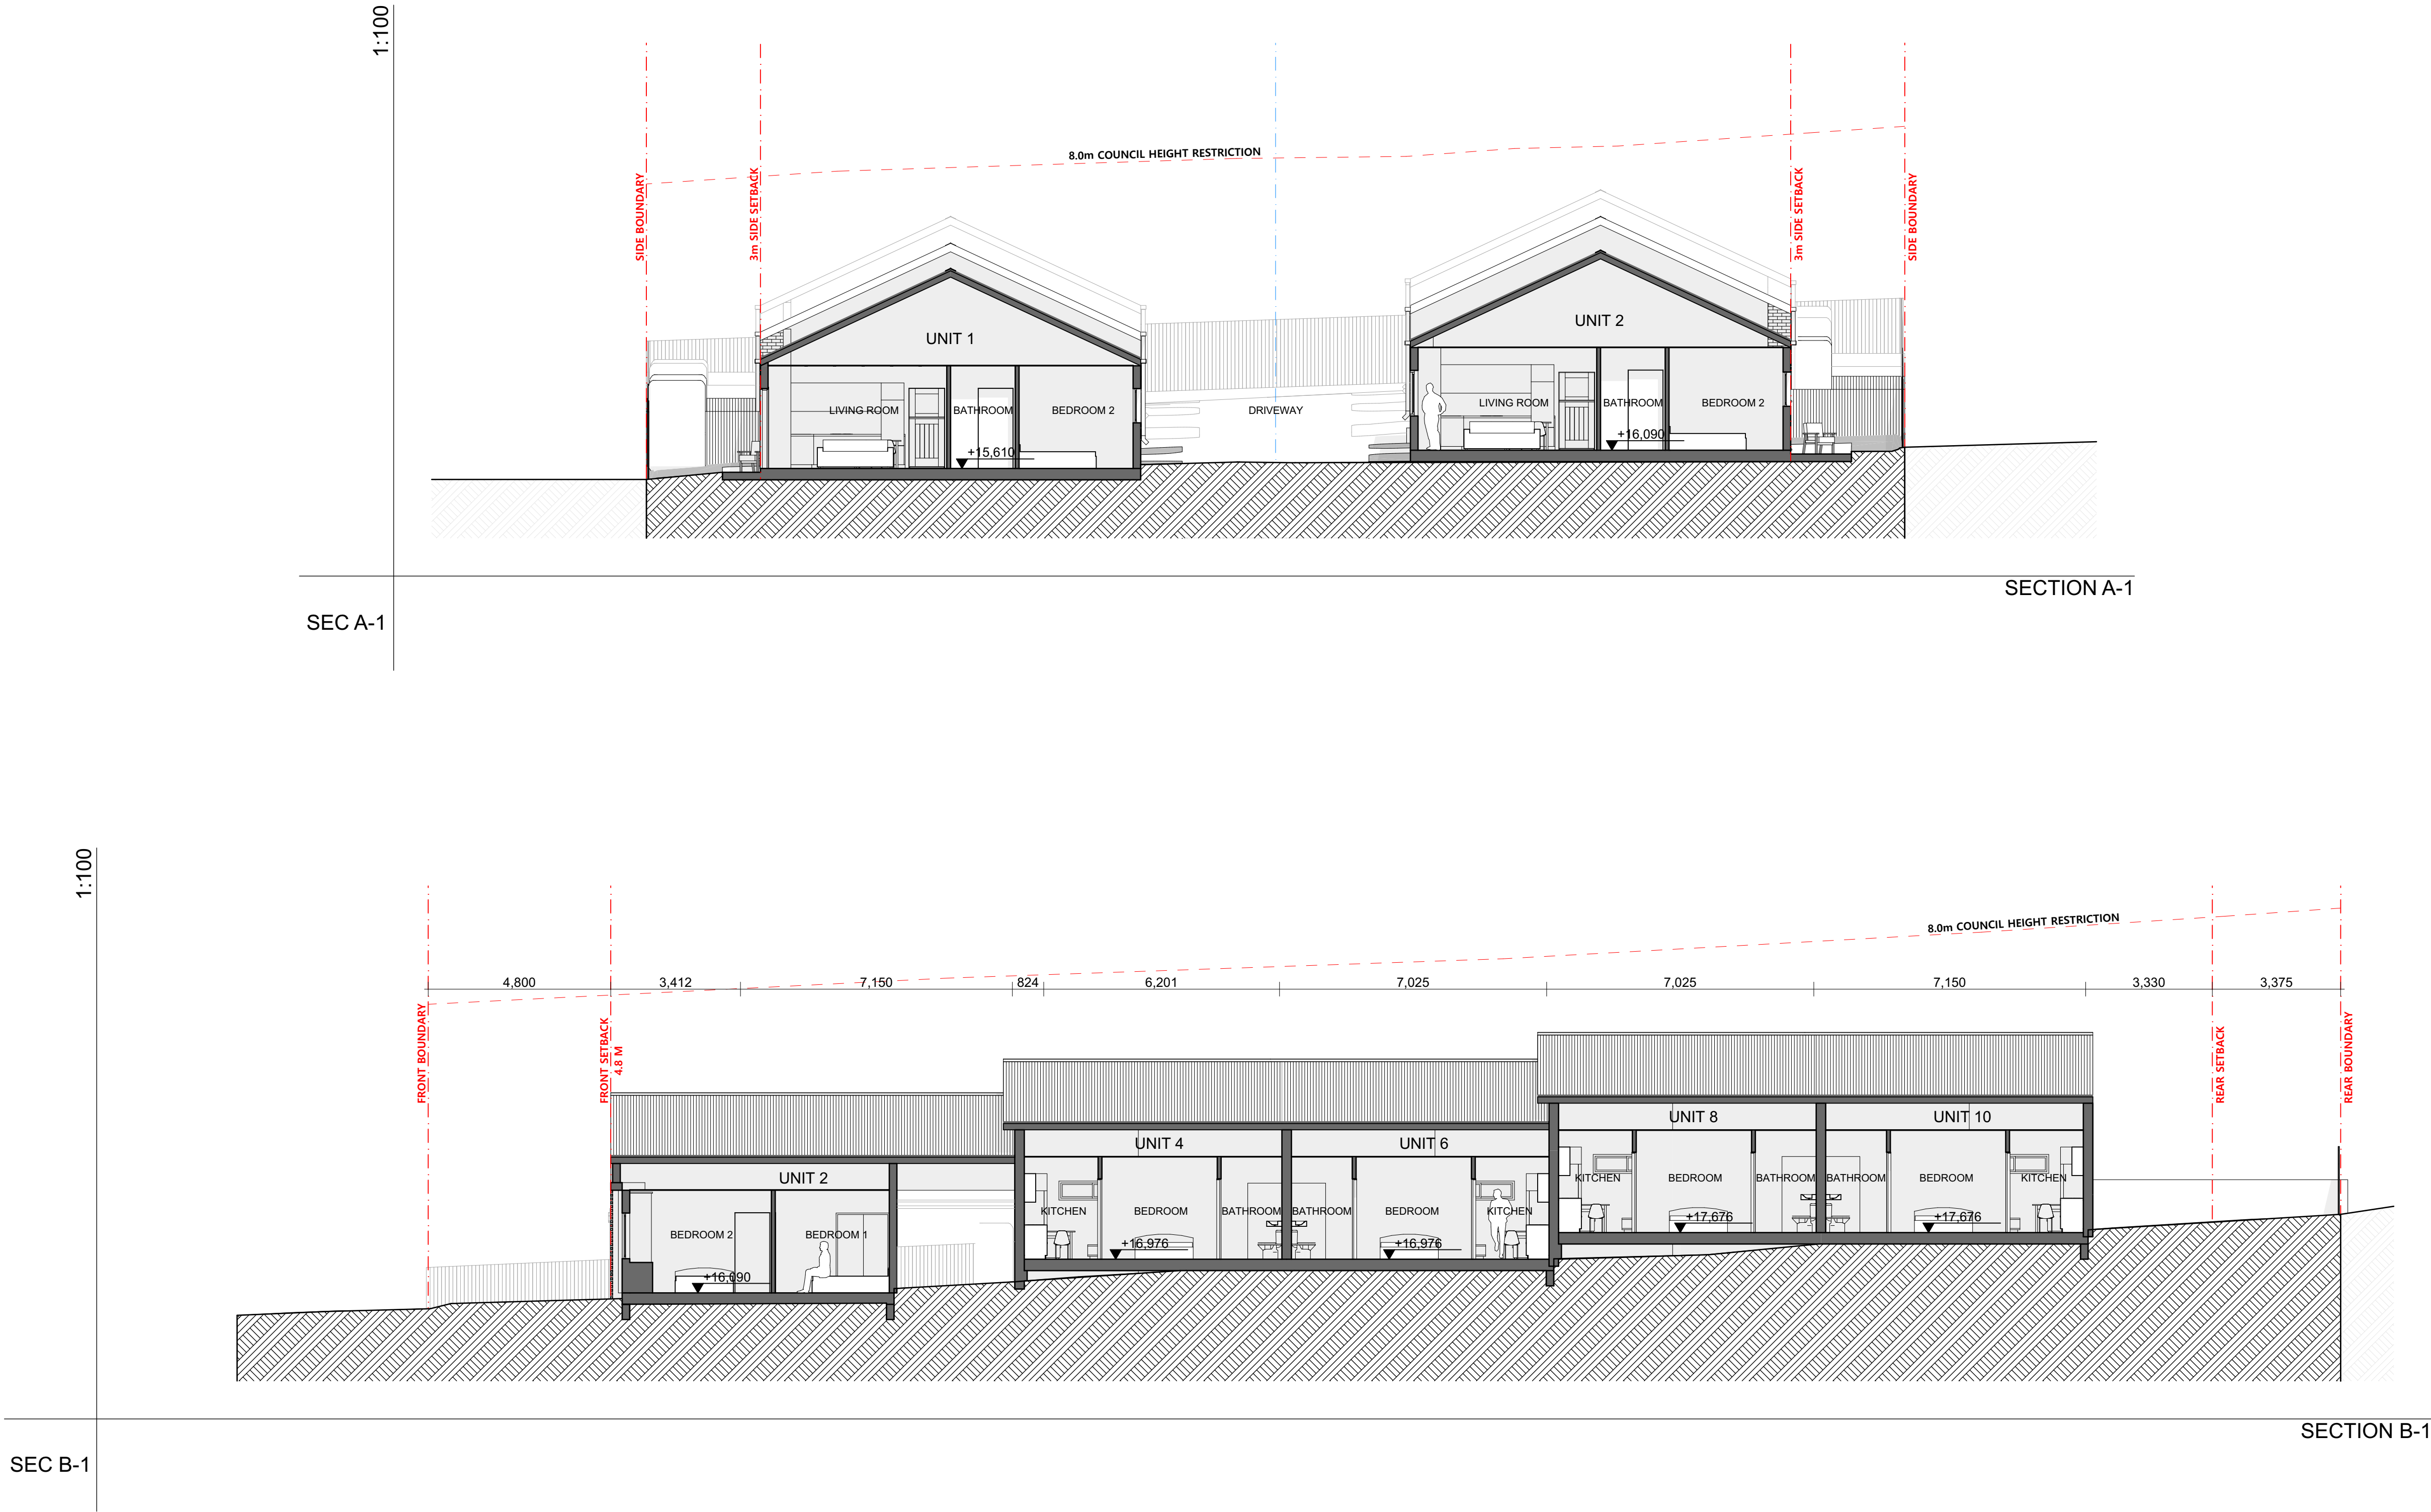 1:100
8.0m COUNCIL HEIGHT RESTRICTION
SIDE BOUNDARY
3m SIDE SETBACK
3m SIDE SETBACK
SIDE BOUNDARY
UNIT 1
UNIT 2
LIVING ROOM
BATHROOM
BEDROOM 2
DRIVEWAY
LIVING ROOM
BATHROOM
BEDROOM 2
+15,610
+16,090
SECTION A-1
SEC A-1
1:100
8.0m COUNCIL HEIGHT RESTRICTION
4,800
3,412
7,150
824
6,201
7,025
7,025
7,150
3,330
3,375
FRONT BOUNDARY
FRONT SETBACK
4.8 M
REAR SETBACK
REAR BOUNDARY
UNIT 2
UNIT 4
UNIT 6
UNIT 8
UNIT 10
BEDROOM 2
BEDROOM 1
KITCHEN
BEDROOM
BATHROOM
BATHROOM
BEDROOM
KITCHEN
KITCHEN
BEDROOM
BATHROOM
BATHROOM
BEDROOM
KITCHEN
+16,090
+16,976
+16,976
+17,676
+17,676
SECTION B-1
SEC B-1